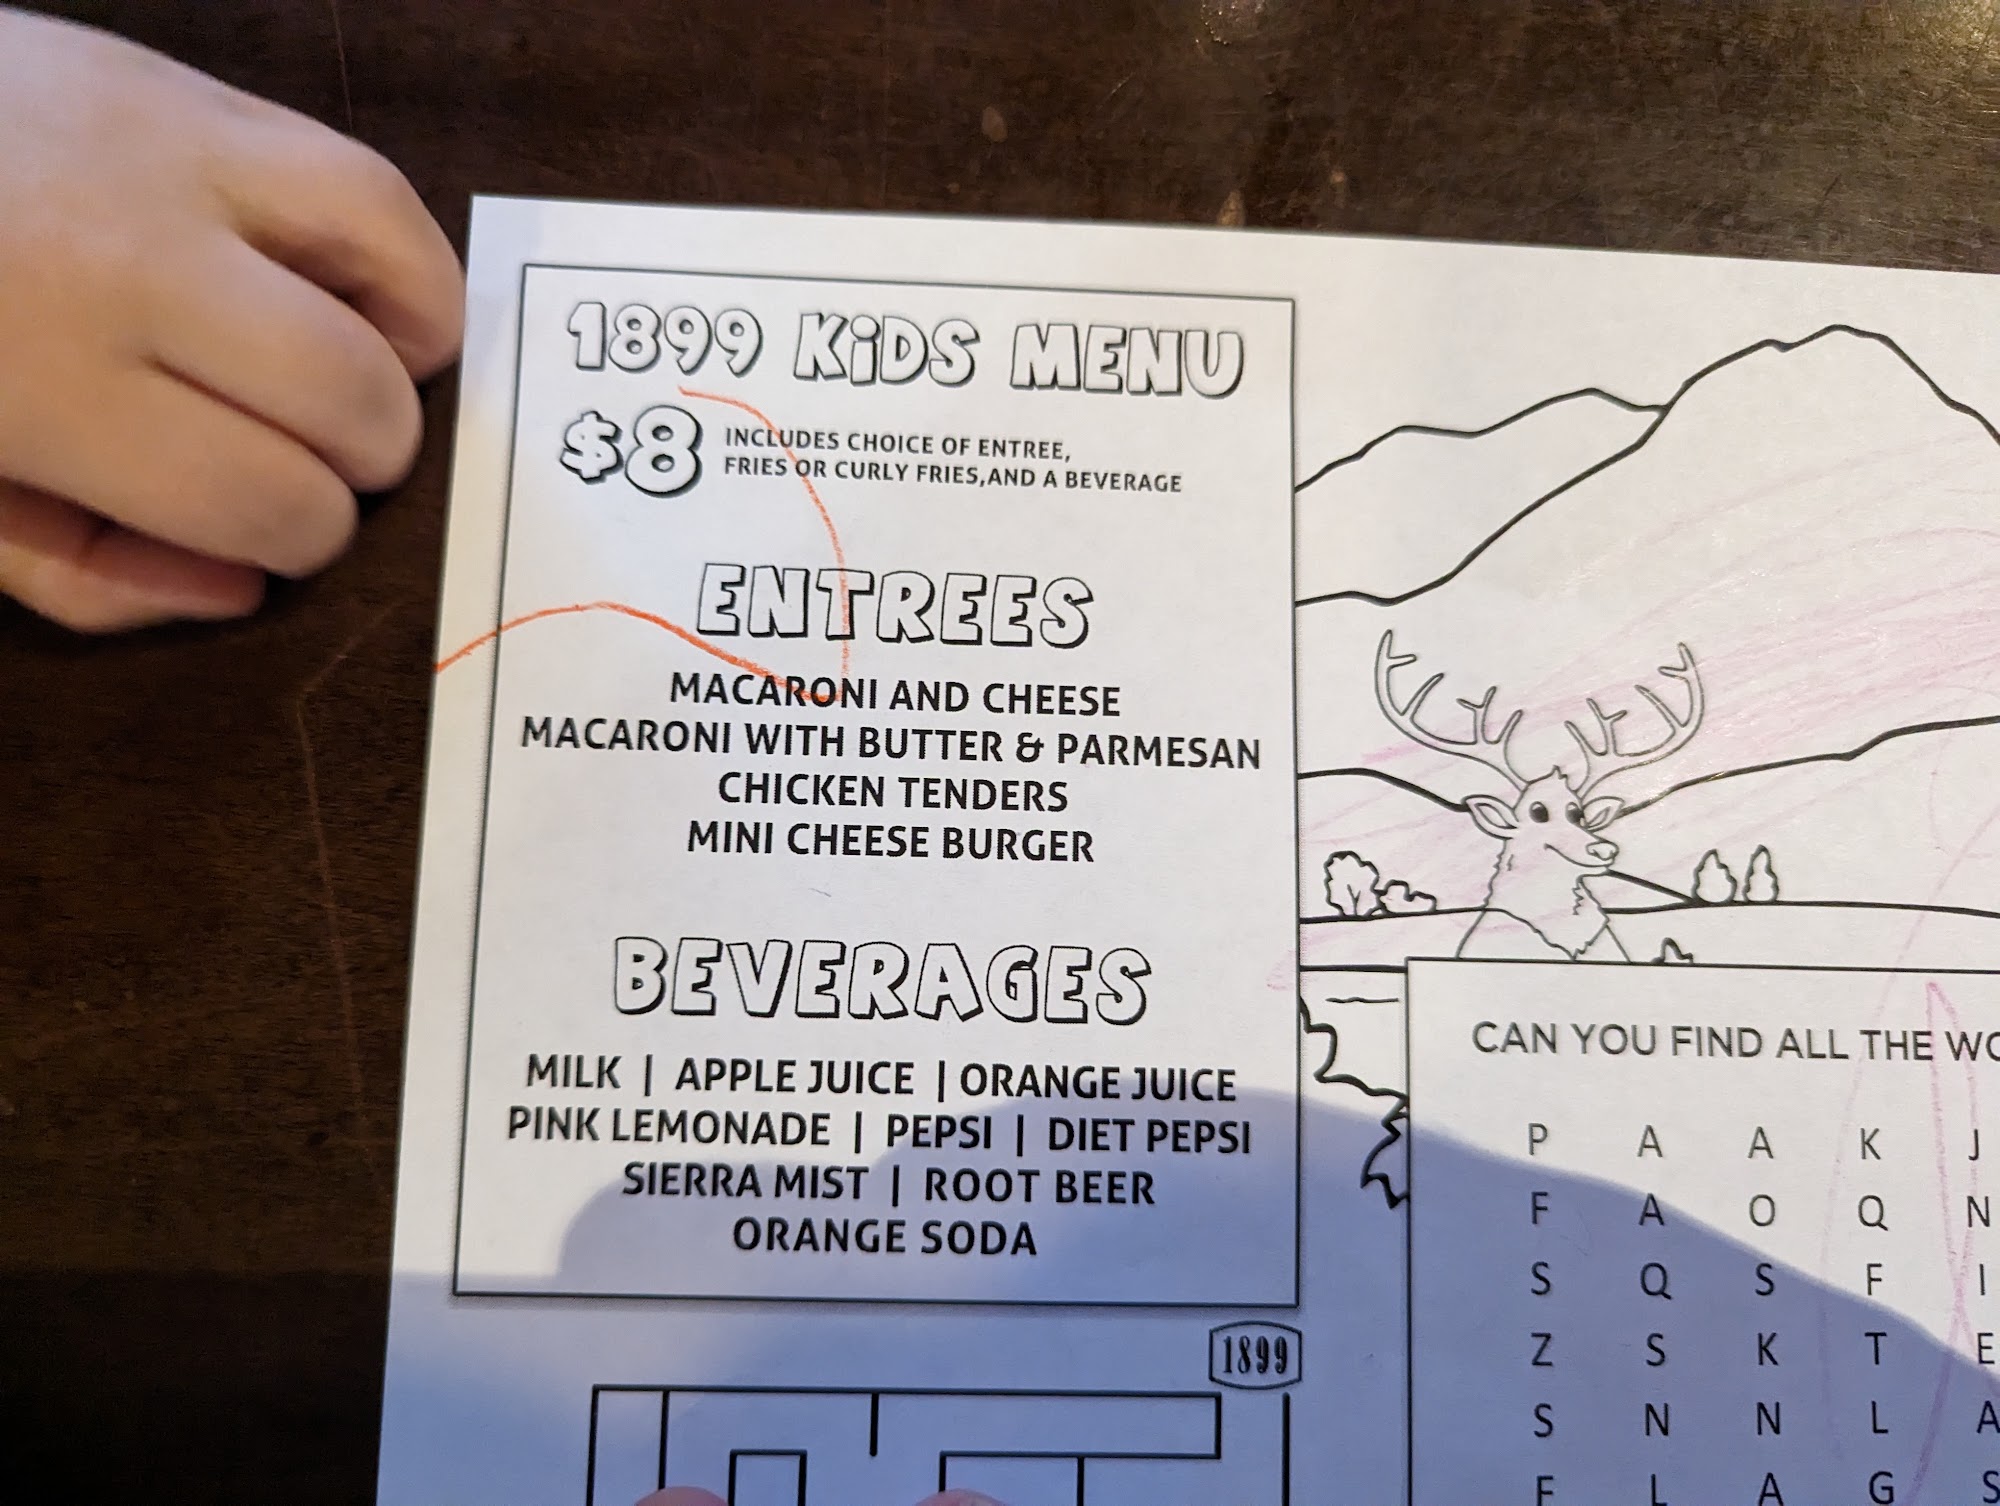 1899 KiDS MENU
$8 INCLUDES CHOICE OF ENTREE,
FRIES OR CURLY FRIES,AND A BEVERAGE
ENTREES
MACARONI AND CHEESE
MACARONI WITH BUTTER & PARMESAN
CHICKEN TENDERS
MINI CHEESE BURGER
BEVERAGES
MILK | APPLE JUICE | ORANGE JUICE
PINK LEMONADE | PEPSI | DIET PEPSI
SIERRA MIST | ROOT BEER
ORANGE SODA
1899
CAN YOU FIND ALL THE
P A A K J
F A O Q N
S Q S F I
Z S K T E
S N N L A
F L A G S